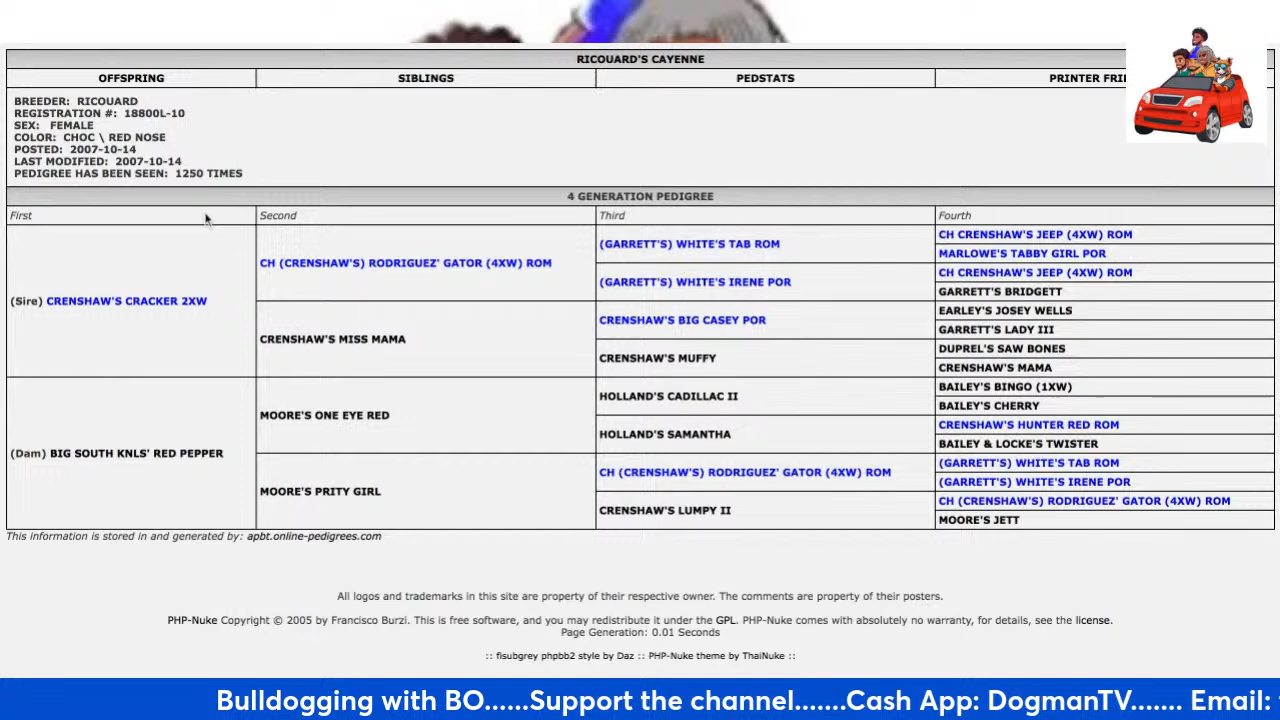 RICOUARD'S CAYENNE
OFFSPRING SIBLINGS PEDSTATS PRINTER FRI
BREEDER: RICOUARD
REGISTRATION #: 18800L-10
SEX: FEMALE
COLOR: CHOC \ RED NOSE
POSTED: 2007-10-14
LAST MODIFIED: 2007-10-14
PEDIGREE HAS BEEN SEEN: 1250 TIMES
4 GENERATION PEDIGREE
First Second Third Fourth
(Sire) CRENSHAW'S CRACKER 2XW
(Dam) BIG SOUTH KNLS' RED PEPPER
CH (CRENSHAW'S) RODRIGUEZ' GATOR (4XW) ROM
CRENSHAW'S MISS MAMA
MOORE'S ONE EYE RED
MOORE'S PRITY GIRL
(GARRETT'S) WHITE'S TAB ROM
(GARRETT'S) WHITE'S IRENE POR
CRENSHAW'S BIG CASEY POR
CRENSHAW'S MUFFY
HOLLAND'S CADILLAC II
HOLLAND'S SAMANTHA
CH (CRENSHAW'S) RODRIGUEZ' GATOR (4XW) ROM
CRENSHAW'S LUMPY II
CH CRENSHAW'S JEEP (4XW) ROM
MARLOWE'S TABBY GIRL POR
CH CRENSHAW'S JEEP (4XW) ROM
GARRETT'S BRIDGETT
EARLEY'S JOSEY WELLS
GARRETT'S LADY III
DUPREL'S SAW BONES
CRENSHAW'S MAMA
BAILEY'S BINGO (1XW)
BAILEY'S CHERRY
CRENSHAW'S HUNTER RED ROM
BAILEY & LOCKE'S TWISTER
(GARRETT'S) WHITE'S TAB ROM
(GARRETT'S) WHITE'S IRENE POR
CH (CRENSHAW'S) RODRIGUEZ' GATOR (4XW) ROM
MOORE'S JETT
This information is stored in and generated by: apbt.online-pedigrees.com
All logos and trademarks in this site are property of their respective owner. The comments are property of their posters.
PHP-Nuke Copyright © 2005 by Francisco Burzi. This is free software, and you may redistribute it under the GPL. PHP-Nuke comes with absolutely no warranty, for details, see the license.
Page Generation: 0.01 Seconds
:: fisubgrey phpbb2 style by Daz :: PHP-Nuke theme by ThaiNuke ::
Bulldogging with BO......Support the channel.......Cash App: DogmanTV....... Email: